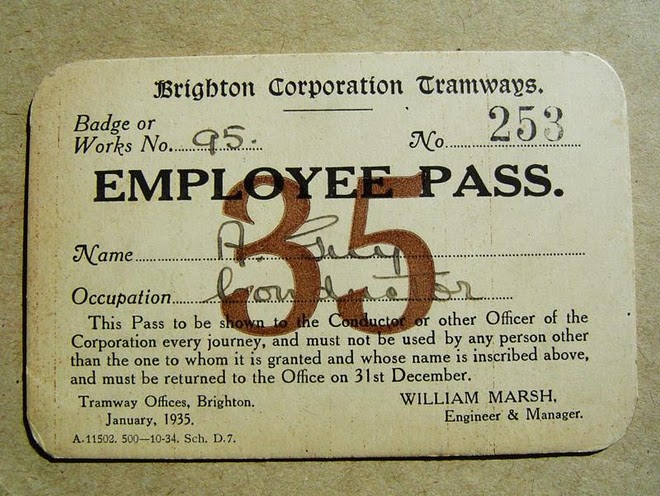 Brighton Corporation Tramways.
Badge or
Works No. 95. No. 253
EMPLOYEE PASS.
35
Name A.
Occupation Conductor
This Pass to be shown to the Conductor or other Officer of the
Corporation every journey, and must not be used by any person other
than the one to whom it is granted and whose name is inscribed above,
and must be returned to the Office on 31st December.
Tramway Offices, Brighton. WILLIAM MARSH,
January, 1935. Engineer & Manager.
A.11502. 500—10-34. Sch. D.7.